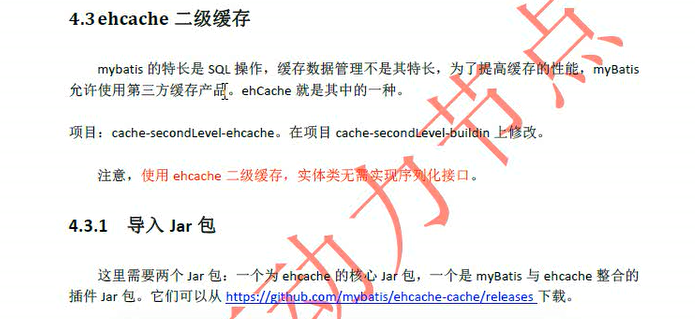 4.3 ehcache 二级缓存
mybatis 的特长是 SQL 操作，缓存数据管理不是其特长，为了提高缓存的性能，myBatis
允许使用第三方缓存产品。ehCache 就是其中的一种。
项目：cache-secondLevel-ehcache。在项目 cache-secondLevel-buildin 上修改。
注意，使用 ehcache 二级缓存，实体类无需实现序列化接口。
4.3.1 导入 Jar 包
这里需要两个 Jar 包：一个为 ehcache 的核心 Jar 包，一个是 myBatis 与 ehcache 整合的
插件 Jar 包。它们可以从 https://github.com/mybatis/ehcache-cache/releases 下载。
动力节点